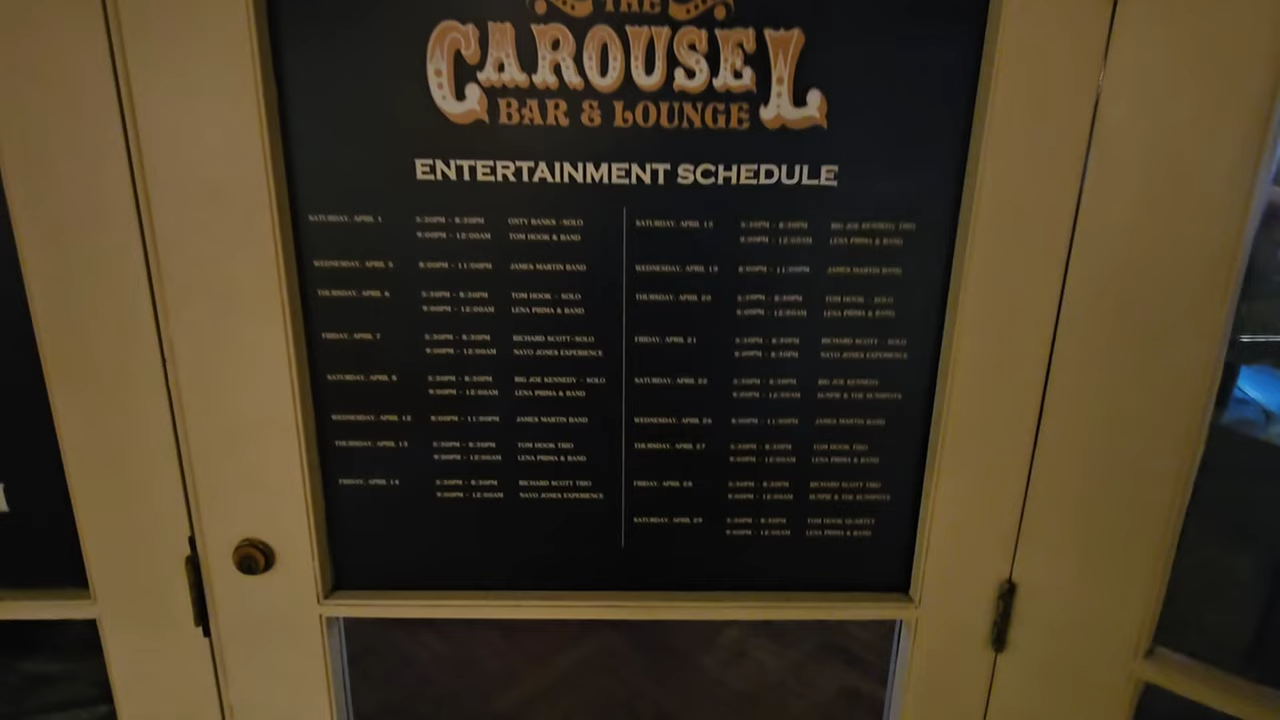 THE
CAROUSEL
BAR & LOUNGE
ENTERTAINMENT SCHEDULE
SATURDAY, APRIL 1 5:30PM - 8:30PM ONTY BANKS -SOLO
9:00PM - 12:00AM TOM HOOK & BAND
WEDNESDAY, APRIL 5 8:00PM - 11:00PM JAMES MARTIN BAND
THURSDAY, APRIL 6 5:30PM - 8:30PM TOM HOOK - SOLO
9:00PM - 12:00AM LENA PRIMA & BAND
FRIDAY, APRIL 7 5:30PM - 8:30PM RICHARD SCOTT-SOLO
9:00PM - 12:00AM NAYO JONES EXPERIENCE
SATURDAY, APRIL 8 5:30PM - 8:30PM BIG JOE KENNEDY - SOLO
9:00PM - 12:00AM LENA PRIMA & BAND
WEDNESDAY, APRIL 12 8:00PM - 11:00PM JAMES MARTIN BAND
THURSDAY, APRIL 13 5:30PM - 8:30PM TOM HOOK TRIO
9:00PM - 12:00AM LENA PRIMA & BAND
FRIDAY, APRIL 14 5:30PM - 8:30PM RICHARD SCOTT TRIO
9:00PM - 12:00AM NAYO JONES EXPERIENCE
SATURDAY, APRIL 15 5:30PM - 8:30PM BIG JOE KENNEDY TRIO
9:00PM - 12:00AM LENA PRIMA & BAND
WEDNESDAY, APRIL 19 8:00PM - 11:00PM JAMES MARTIN BAND
THURSDAY, APRIL 20 5:30PM - 8:30PM TOM HOOK - SOLO
9:00PM - 12:00AM LENA PRIMA & BAND
FRIDAY, APRIL 21 5:30PM - 8:30PM RICHARD SCOTT - SOLO
9:00PM - 8:30PM NAYO JONES EXPERIENCE
SATURDAY, APRIL 22 5:30PM - 8:30PM BIG JOE KENNEDY
9:00PM - 12:00AM SUNPIE & THE SUNSPOTS
WEDNESDAY, APRIL 26 8:00PM - 11:00PM JAMES MARTIN BAND
THURSDAY, APRIL 27 5:30PM - 8:30PM TOM HOOK TRIO
9:00PM - 12:00AM LENA PRIMA & BAND
FRIDAY, APRIL 28 5:30PM - 8:30PM RICHARD SCOTT TRIO
9:00PM - 12:00AM SUNPIE & THE SUNSPOTS
SATURDAY, APRIL 29 5:30PM - 8:30PM TOM HOOK QUARTET
9:00PM - 12:00AM LENA PRIMA & BAND